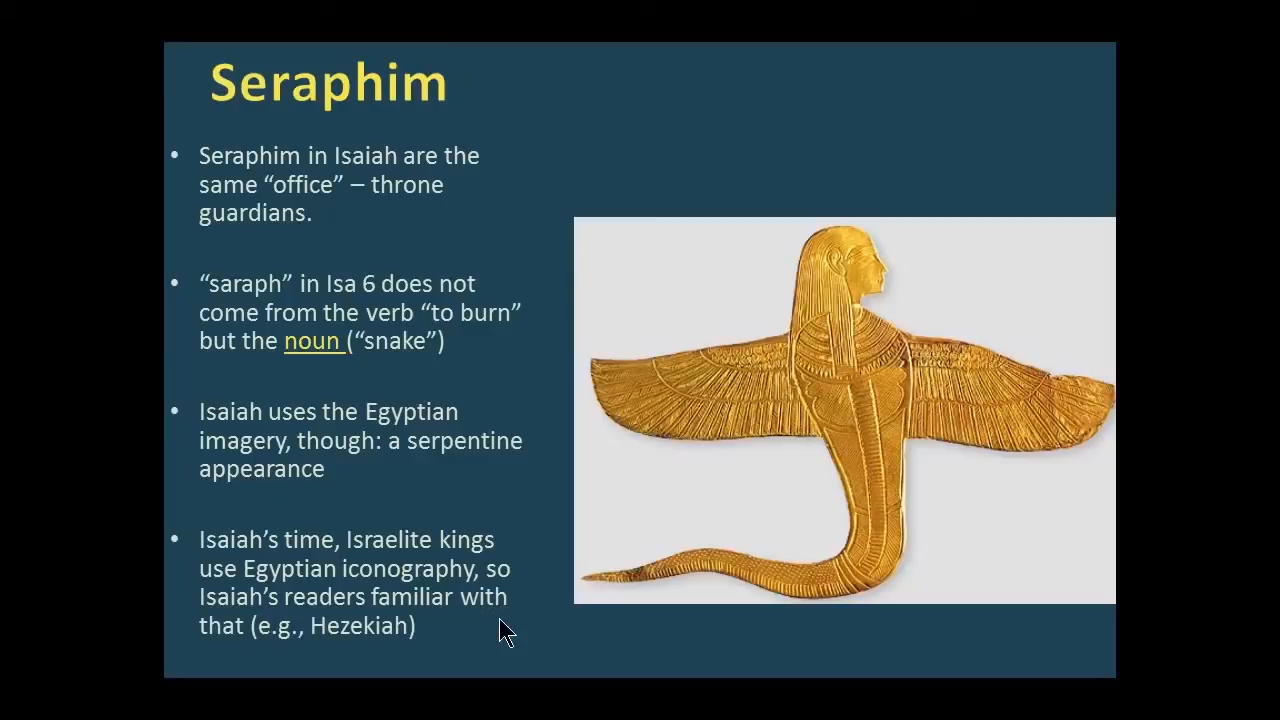 Seraphim
• Seraphim in Isaiah are the
same “office” – throne
guardians.
• “saraph” in Isa 6 does not
come from the verb “to burn”
but the noun (“snake”)
• Isaiah uses the Egyptian
imagery, though: a serpentine
appearance
• Isaiah’s time, Israelite kings
use Egyptian iconography, so
Isaiah’s readers familiar with
that (e.g., Hezekiah)